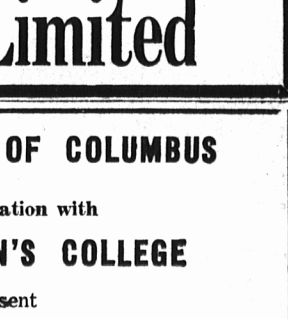 Limited
OF COLUMBUS
ation with
N'S COLLEGE
sent